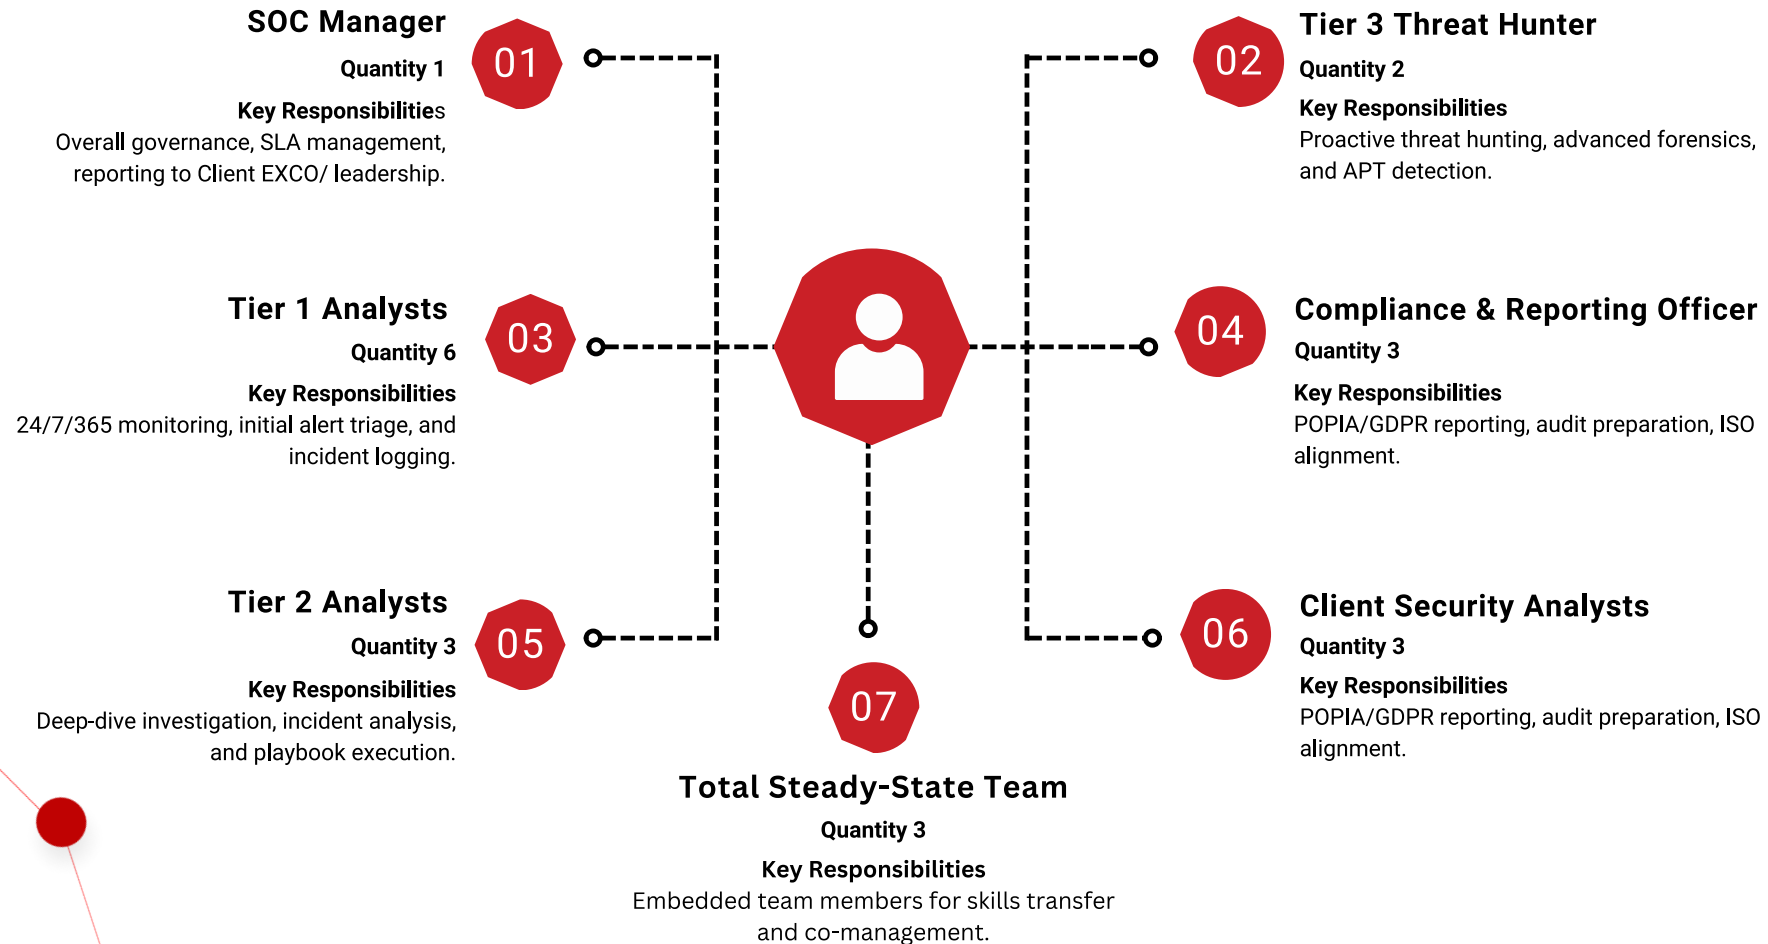 SOC Manager
Quantity 1
Key Responsibilities
Overall governance, SLA management,
reporting to Client EXCO/ leadership.
01
02
Tier 3 Threat Hunter
Quantity 2
Key Responsibilities
Proactive threat hunting, advanced forensics,
and APT detection.
Tier 1 Analysts
Quantity 6
Key Responsibilities
24/7/365 monitoring, initial alert triage, and
incident logging.
03
04
Compliance & Reporting Officer
Quantity 3
Key Responsibilities
POPIA/GDPR reporting, audit preparation, ISO
alignment.
Tier 2 Analysts
Quantity 3
Key Responsibilities
Deep-dive investigation, incident analysis,
and playbook execution.
05
06
Client Security Analysts
Quantity 3
Key Responsibilities
POPIA/GDPR reporting, audit preparation, ISO
alignment.
07
Total Steady-State Team
Quantity 3
Key Responsibilities
Embedded team members for skills transfer
and co-management.